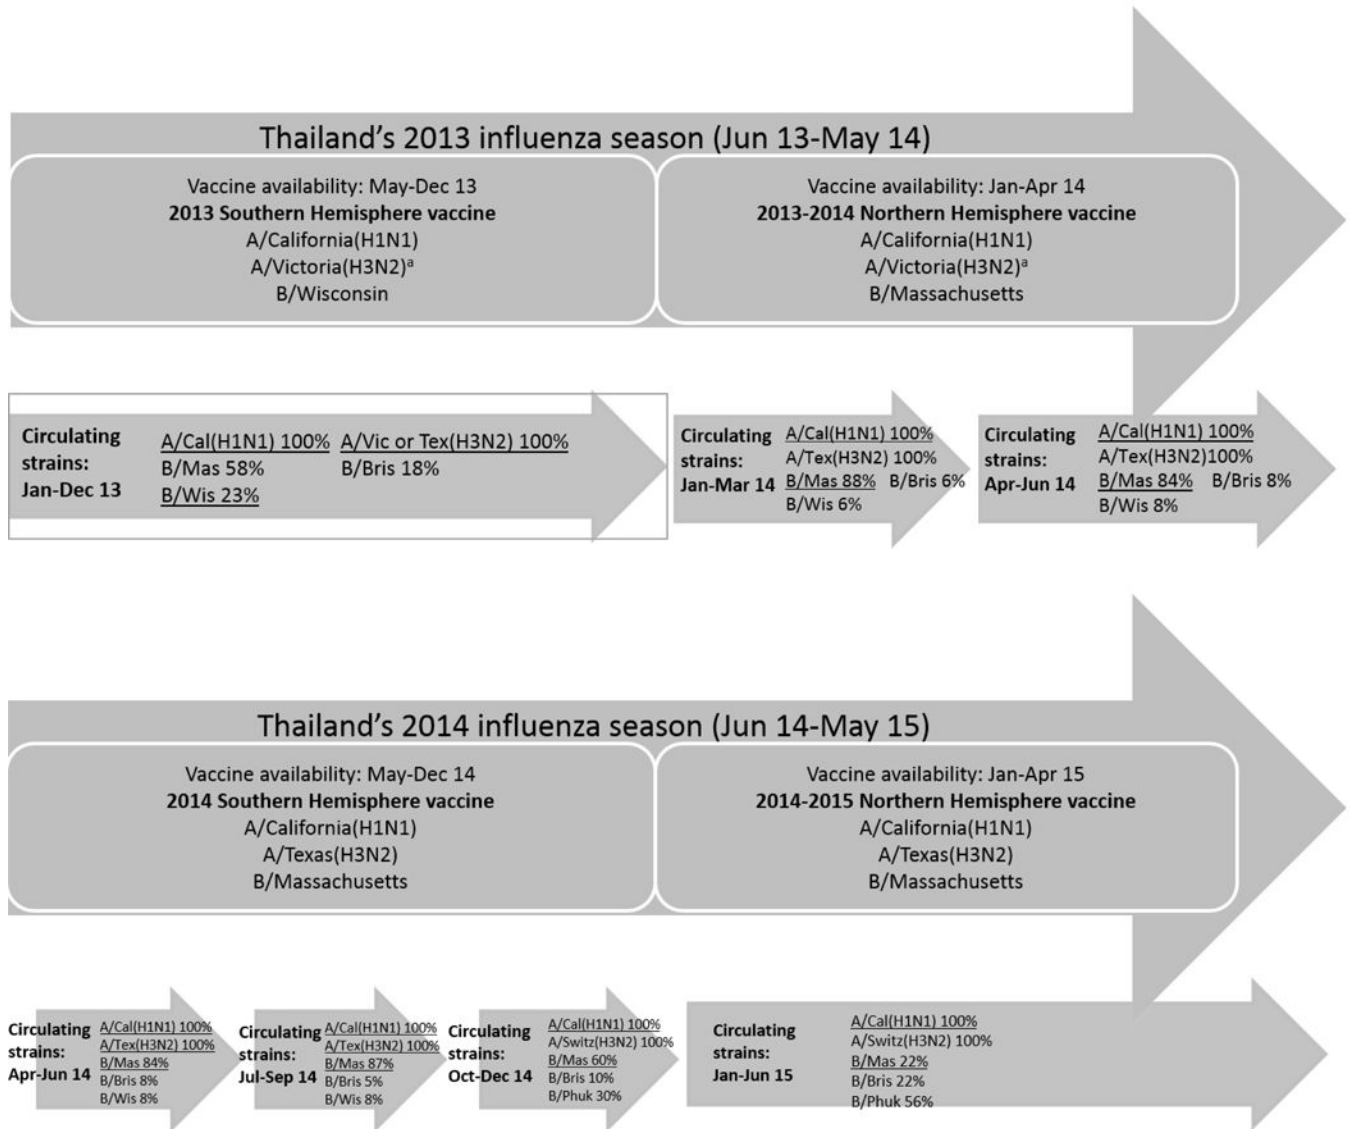 Thailand's 2013 influenza season (Jun 13-May 14)
Vaccine availability: May-Dec 13
2013 Southern Hemisphere vaccine
A/California(H1N1)
A/Victoria(H3N2)ᵃ
B/Wisconsin
Vaccine availability: Jan-Apr 14
2013-2014 Northern Hemisphere vaccine
A/California(H1N1)
A/Victoria(H3N2)ᵃ
B/Massachusetts
Circulating
strains:
Jan-Dec 13
A/Cal(H1N1) 100% A/Vic or Tex(H3N2) 100%
B/Mas 58% B/Bris 18%
B/Wis 23%
Circulating
strains:
Jan-Mar 14
A/Cal(H1N1) 100%
A/Tex(H3N2) 100%
B/Mas 88% B/Bris 6%
B/Wis 6%
Circulating
strains:
Apr-Jun 14
A/Cal(H1N1) 100%
A/Tex(H3N2)100%
B/Mas 84% B/Bris 8%
B/Wis 8%
Thailand's 2014 influenza season (Jun 14-May 15)
Vaccine availability: May-Dec 14
2014 Southern Hemisphere vaccine
A/California(H1N1)
A/Texas(H3N2)
B/Massachusetts
Vaccine availability: Jan-Apr 15
2014-2015 Northern Hemisphere vaccine
A/California(H1N1)
A/Texas(H3N2)
B/Massachusetts
Circulating
strains:
Apr-Jun 14
A/Cal(H1N1) 100%
A/Tex(H3N2) 100%
B/Mas 84%
B/Bris 8%
B/Wis 8%
Circulating
strains:
Jul-Sep 14
A/Cal(H1N1) 100%
A/Tex(H3N2) 100%
B/Mas 87%
B/Bris 5%
B/Wis 8%
Circulating
strains:
Oct-Dec 14
A/Cal(H1N1) 100%
A/Switz(H3N2) 100%
B/Mas 60%
B/Bris 10%
B/Phuk 30%
Circulating
strains:
Jan-Jun 15
A/Cal(H1N1) 100%
A/Switz(H3N2) 100%
B/Mas 22%
B/Bris 22%
B/Phuk 56%